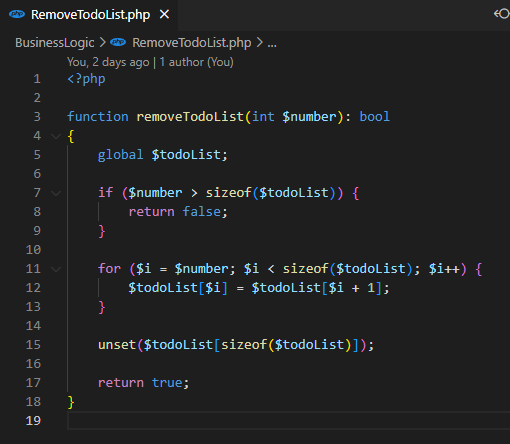 php RemoveTodoList.php ×
BusinessLogic > php RemoveTodoList.php > ...
You, 2 days ago | 1 author (You)
1 <?php
2
3 function removeTodoList(int $number): bool
4 {
5     global $todoList;
6
7     if ($number > sizeof($todoList)) {
8         return false;
9     }
10
11     for ($i = $number; $i < sizeof($todoList); $i++) {
12         $todoList[$i] = $todoList[$i + 1];
13     }
14
15     unset($todoList[sizeof($todoList)]);
16
17     return true;
18 }
19